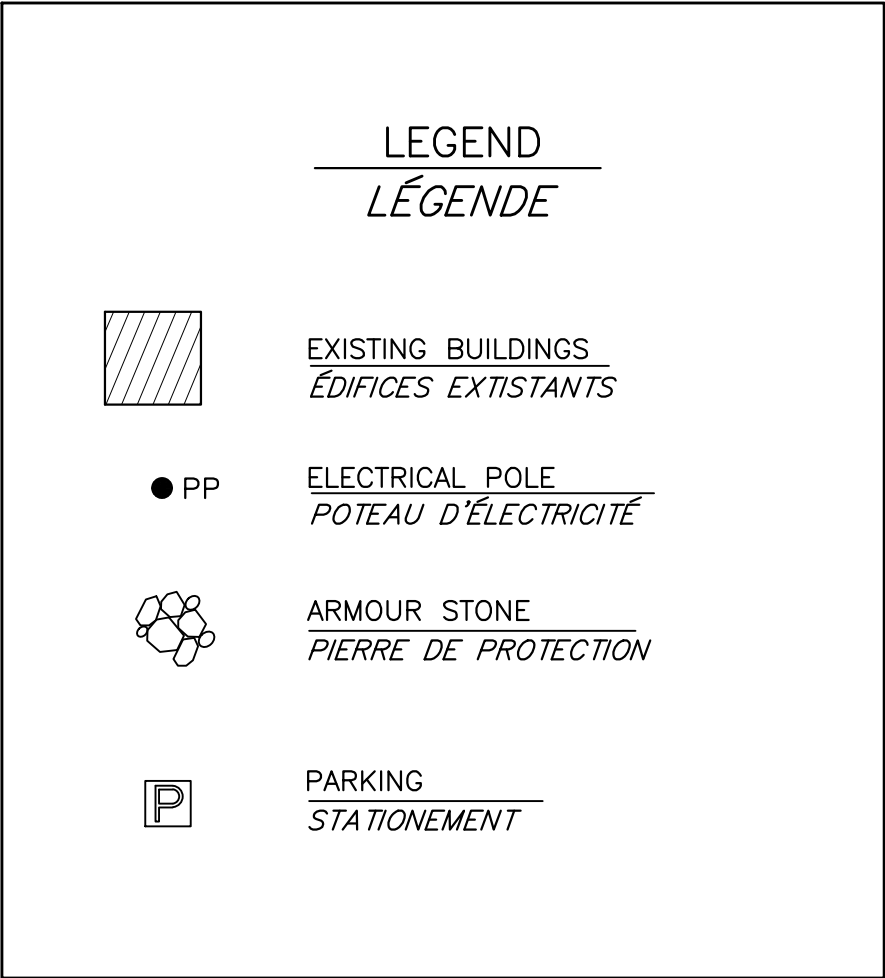 LEGEND
LÉGENDE
EXISTING BUILDINGS
ÉDIFICES EXTISTANTS
PP
ELECTRICAL POLE
POTEAU D'ÉLECTRICITÉ
ARMOUR STONE
PIERRE DE PROTECTION
P
PARKING
STATIONEMENT